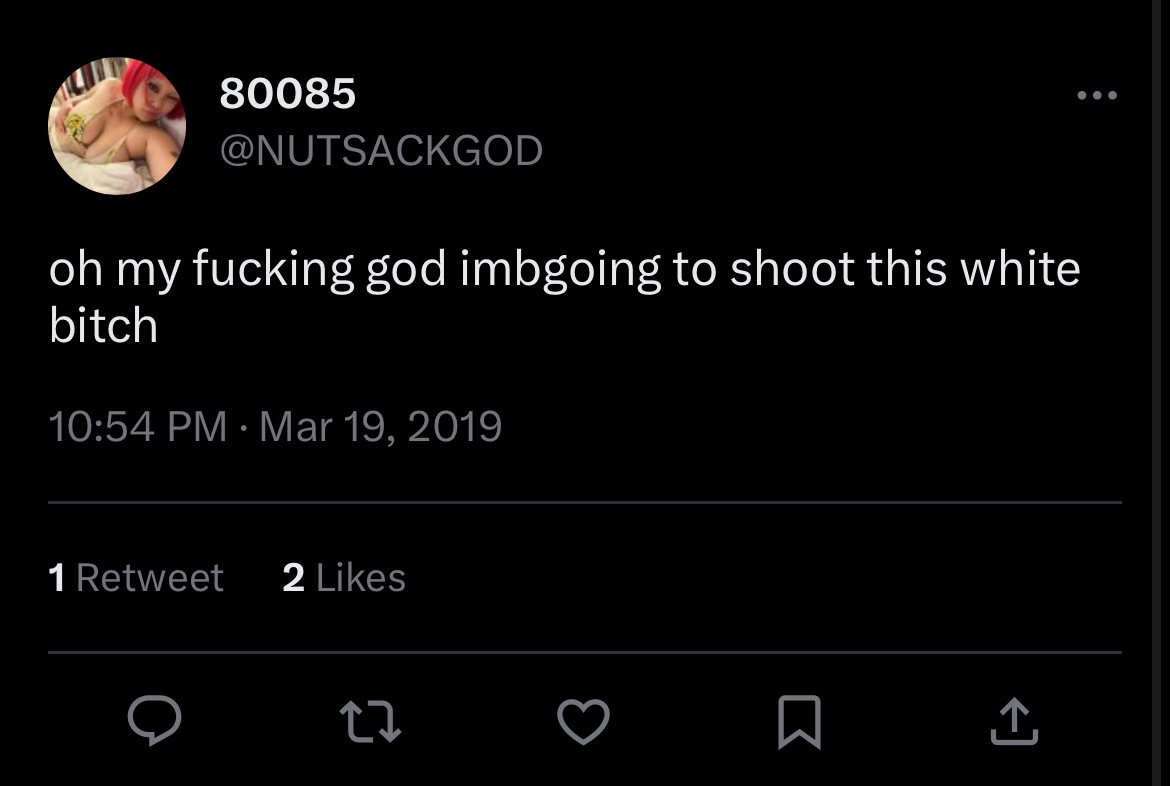 80085
@NUTSACKGOD
oh my fucking god imbgoing to shoot this white
bitch
10:54 PM · Mar 19, 2019
1 Retweet 2 Likes